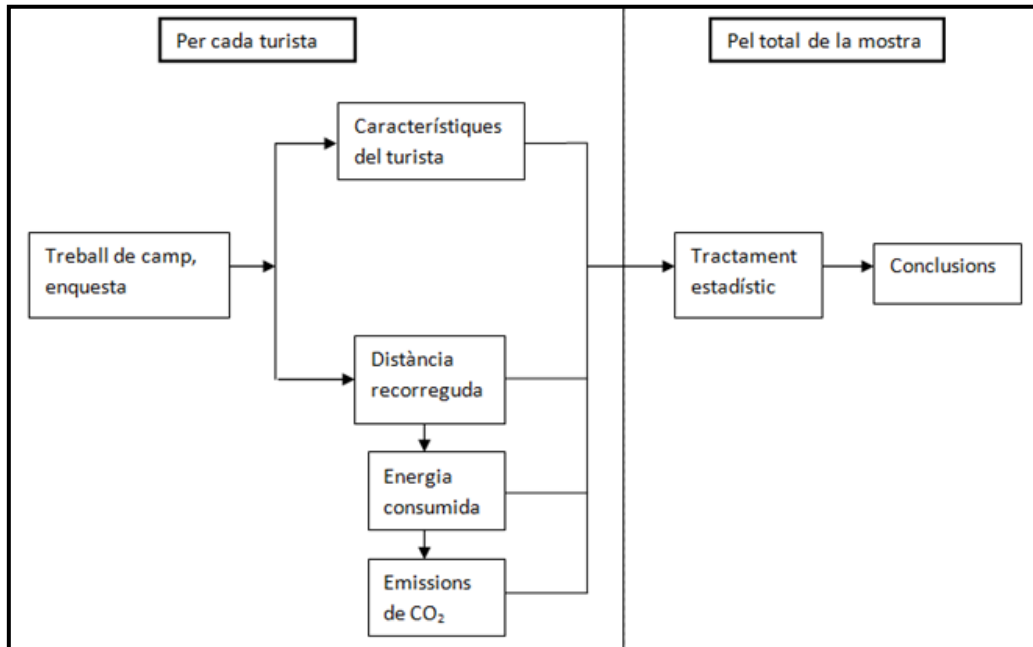 Per cada turista
Pel total de la mostra
Característiques
del turista
Treball de camp,
enquesta
Tractament
estadístic
Conclusions
Distància
recorreguda
Energia
consumida
Emissions
de CO₂